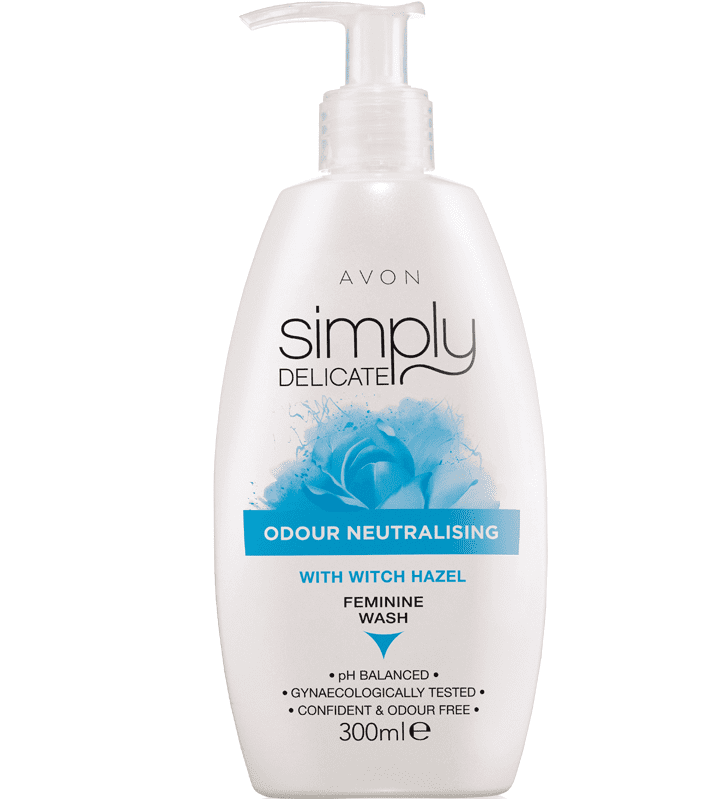 AVON
simply
DELICATE
ODOUR NEUTRALISING
WITH WITCH HAZEL
FEMININE
WASH
• pH BALANCED •
• GYNAECOLOGICALLY TESTED •
• CONFIDENT & ODOUR FREE •
300ml℮